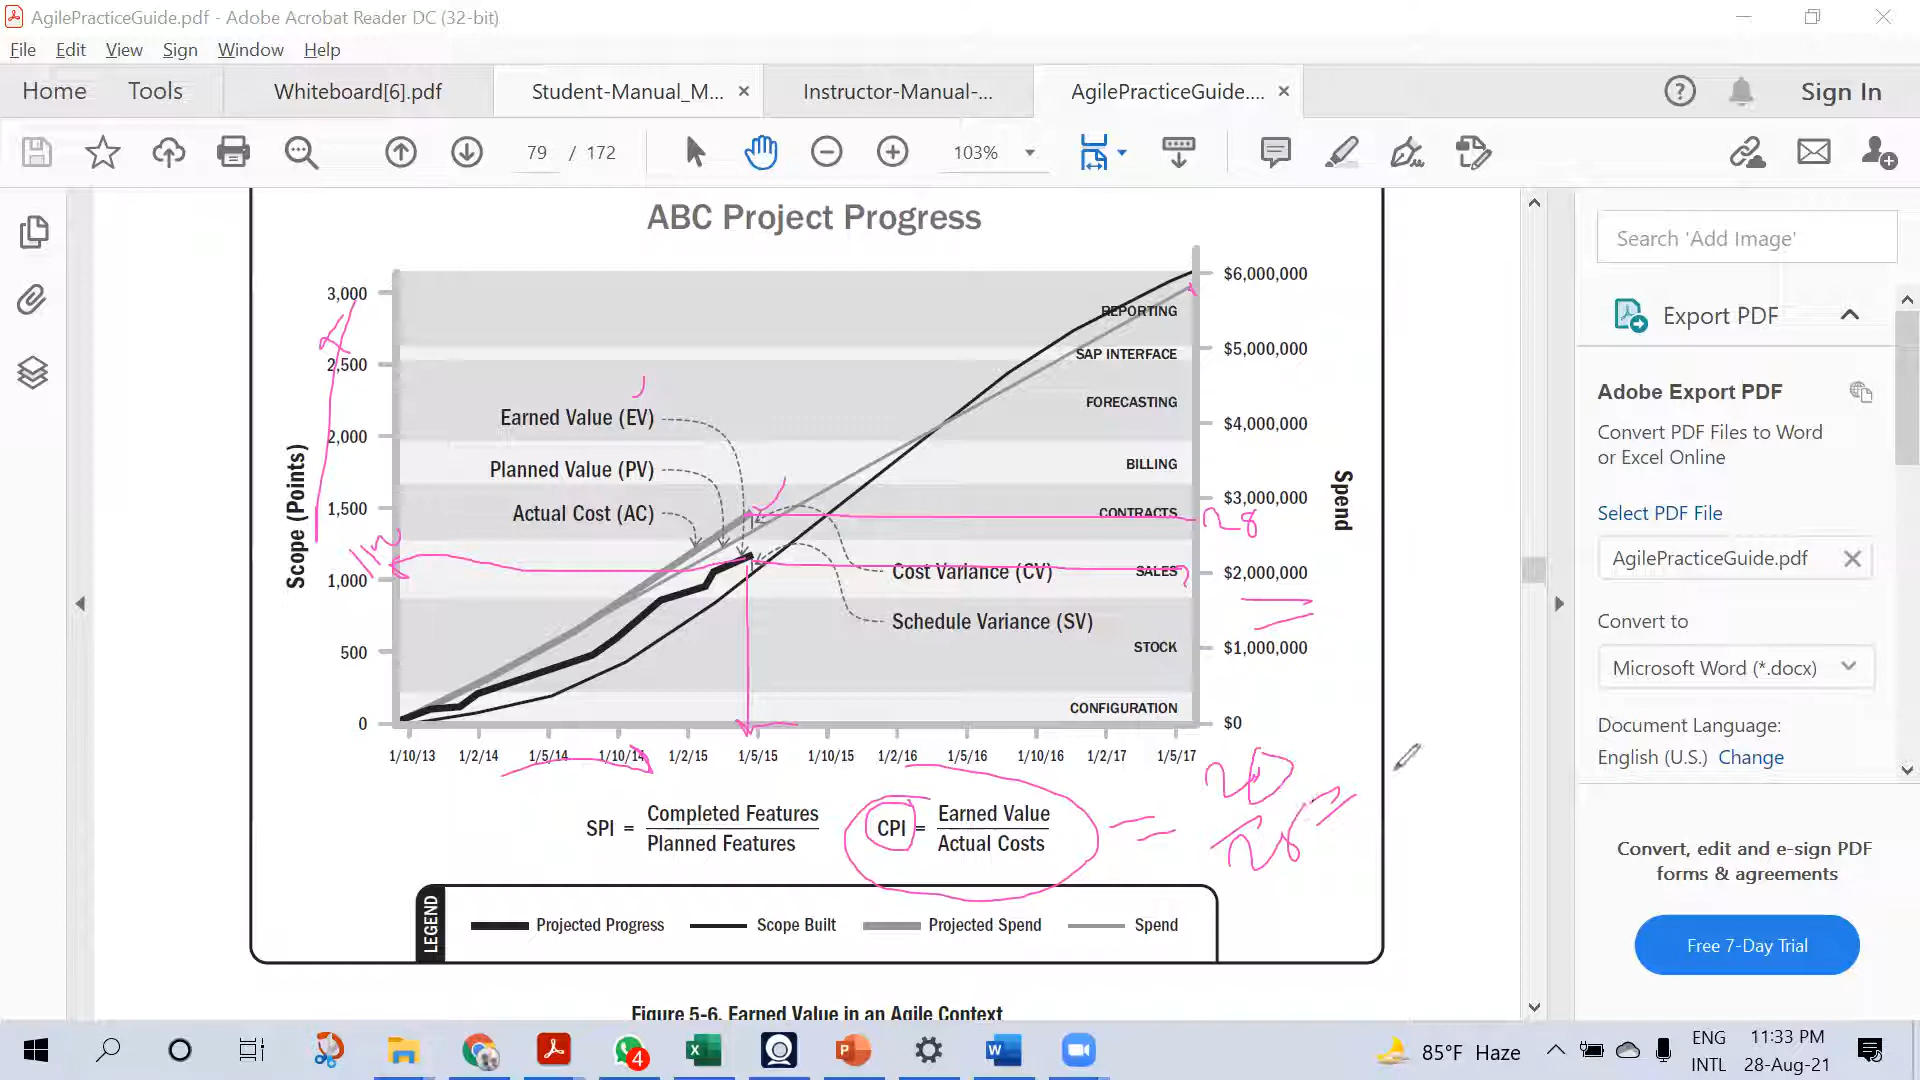 AgilePracticeGuide.pdf - Adobe Acrobat Reader DC (32-bit)
File Edit View Sign Window Help
Home Tools Whiteboard[6].pdf Student-Manual_M... Instructor-Manual-... AgilePracticeGuide.... Sign In
79 / 172 103%
ABC Project Progress
3,000
2,500
2,000
1,500
1,000
500
0
Scope (Points)
Earned Value (EV)
Planned Value (PV)
Actual Cost (AC)
Cost Variance (CV)
Schedule Variance (SV)
REPORTING
SAP INTERFACE
FORECASTING
BILLING
CONTRACTS
SALES
STOCK
CONFIGURATION
$6,000,000
$5,000,000
$4,000,000
$3,000,000
$2,000,000
$1,000,000
$0
Spend
28
1/10/13 1/2/14 1/5/14 1/10/14 1/2/15 1/5/15 1/10/15 1/2/16 1/5/16 1/10/16 1/2/17 1/5/17
SPI = Completed Features
Planned Features
CPI = Earned Value
Actual Costs
=
28
LEGEND
Projected Progress Scope Built Projected Spend Spend
Figure 5-6. Earned Value in an Agile Context
Search 'Add Image'
Export PDF
Adobe Export PDF
Convert PDF Files to Word
or Excel Online
Select PDF File
AgilePracticeGuide.pdf
Convert to
Microsoft Word (*.docx)
Document Language:
English (U.S.) Change
Convert, edit and e-sign PDF
forms & agreements
Free 7-Day Trial
4
85°F Haze
ENG
INTL
11:33 PM
28-Aug-21